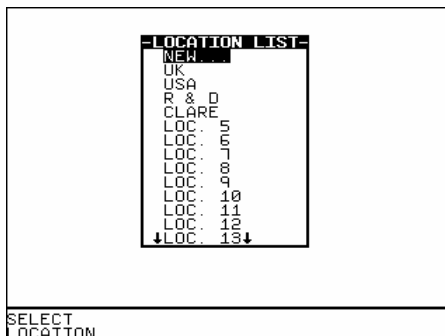 -LOCATION LIST-
NEW...
UK
USA
R & D
CLARE
LOC. 5
LOC. 6
LOC. 7
LOC. 8
LOC. 9
LOC. 10
LOC. 11
LOC. 12
↓LOC. 13↓
SELECT
LOCATION